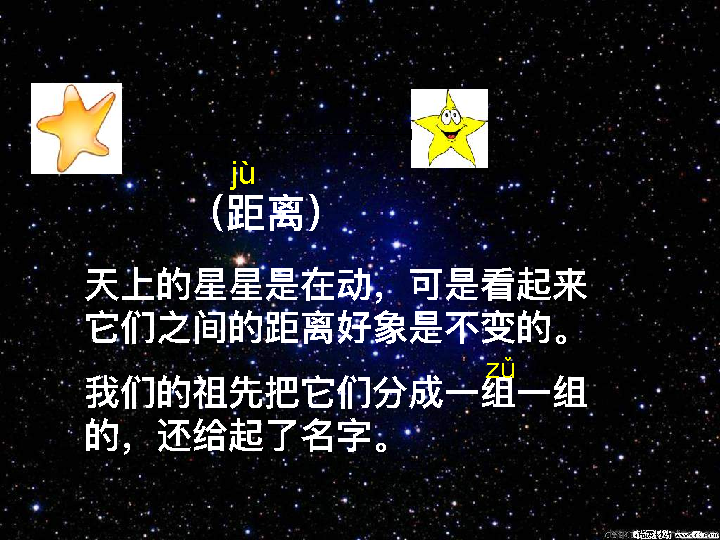 jù
（距离）
天上的星星是在动，可是看起来
它们之间的距离好象是不变的。
zǔ
我们的祖先把它们分成一组一组
的，还给起了名字。